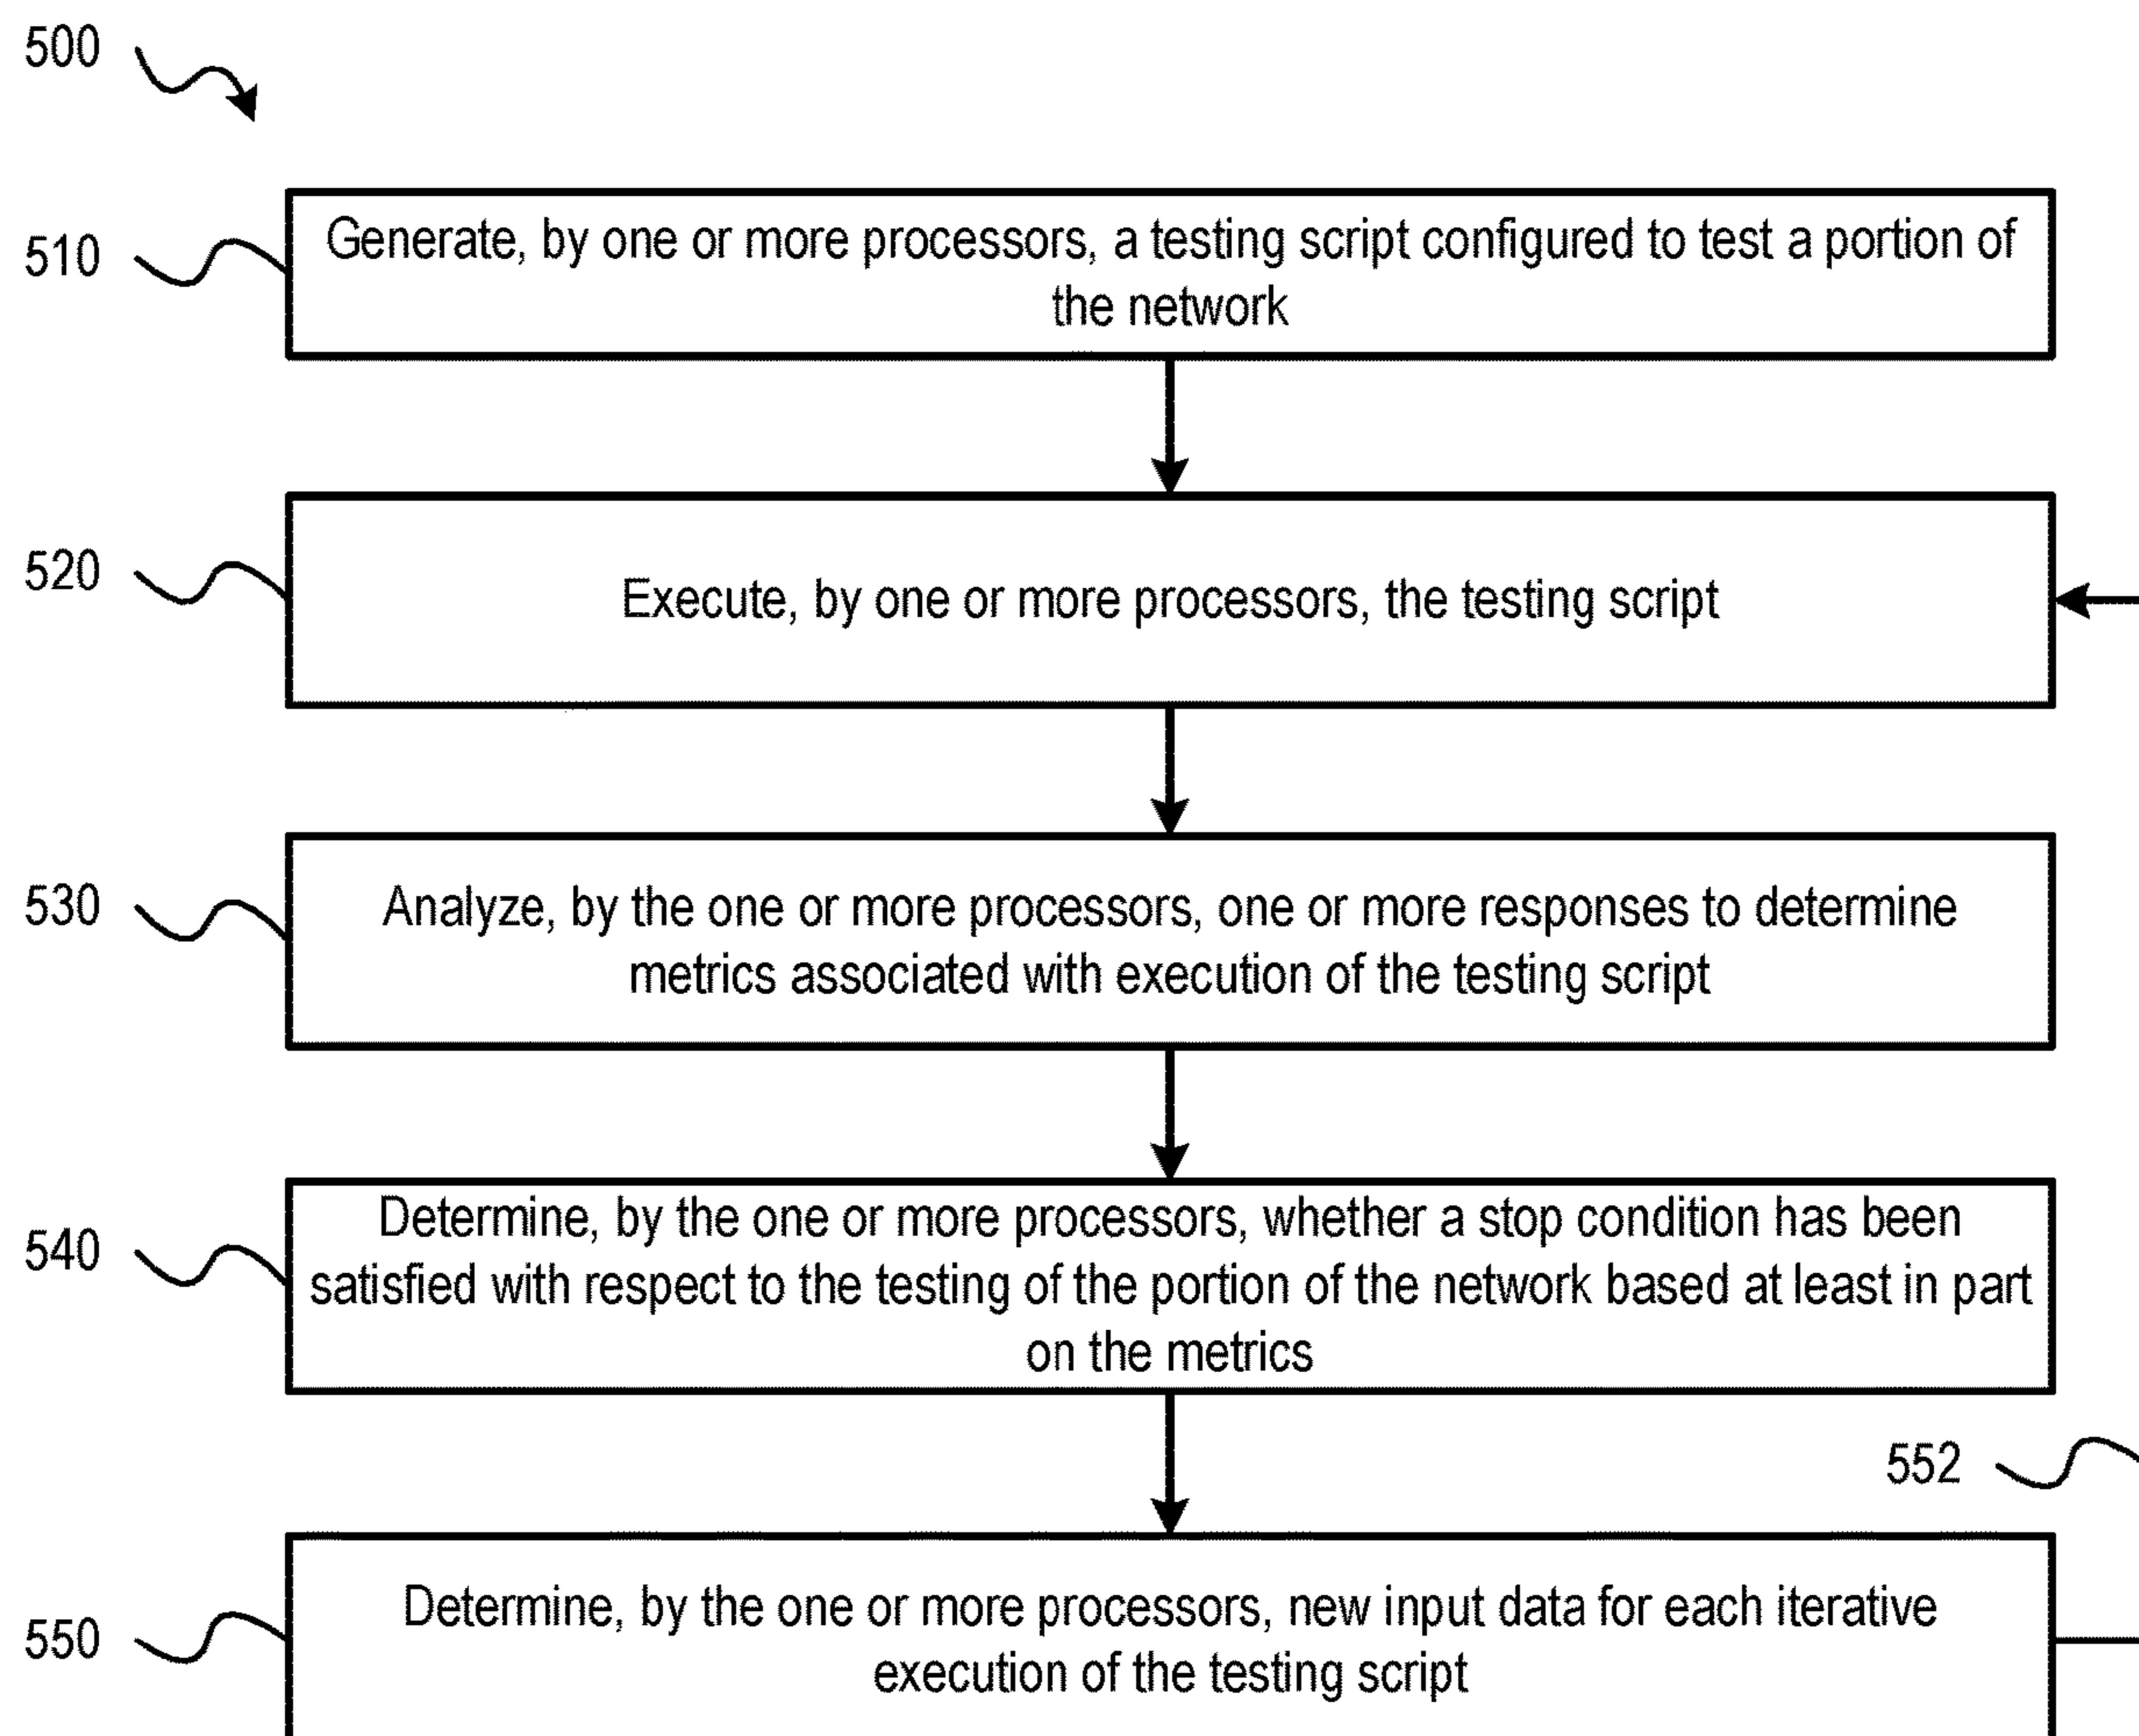 500
510
Generate, by one or more processors, a testing script configured to test a portion of
the network
520
Execute, by one or more processors, the testing script
530
Analyze, by the one or more processors, one or more responses to determine
metrics associated with execution of the testing script
540
Determine, by the one or more processors, whether a stop condition has been
satisfied with respect to the testing of the portion of the network based at least in part
on the metrics
552
550
Determine, by the one or more processors, new input data for each iterative
execution of the testing script